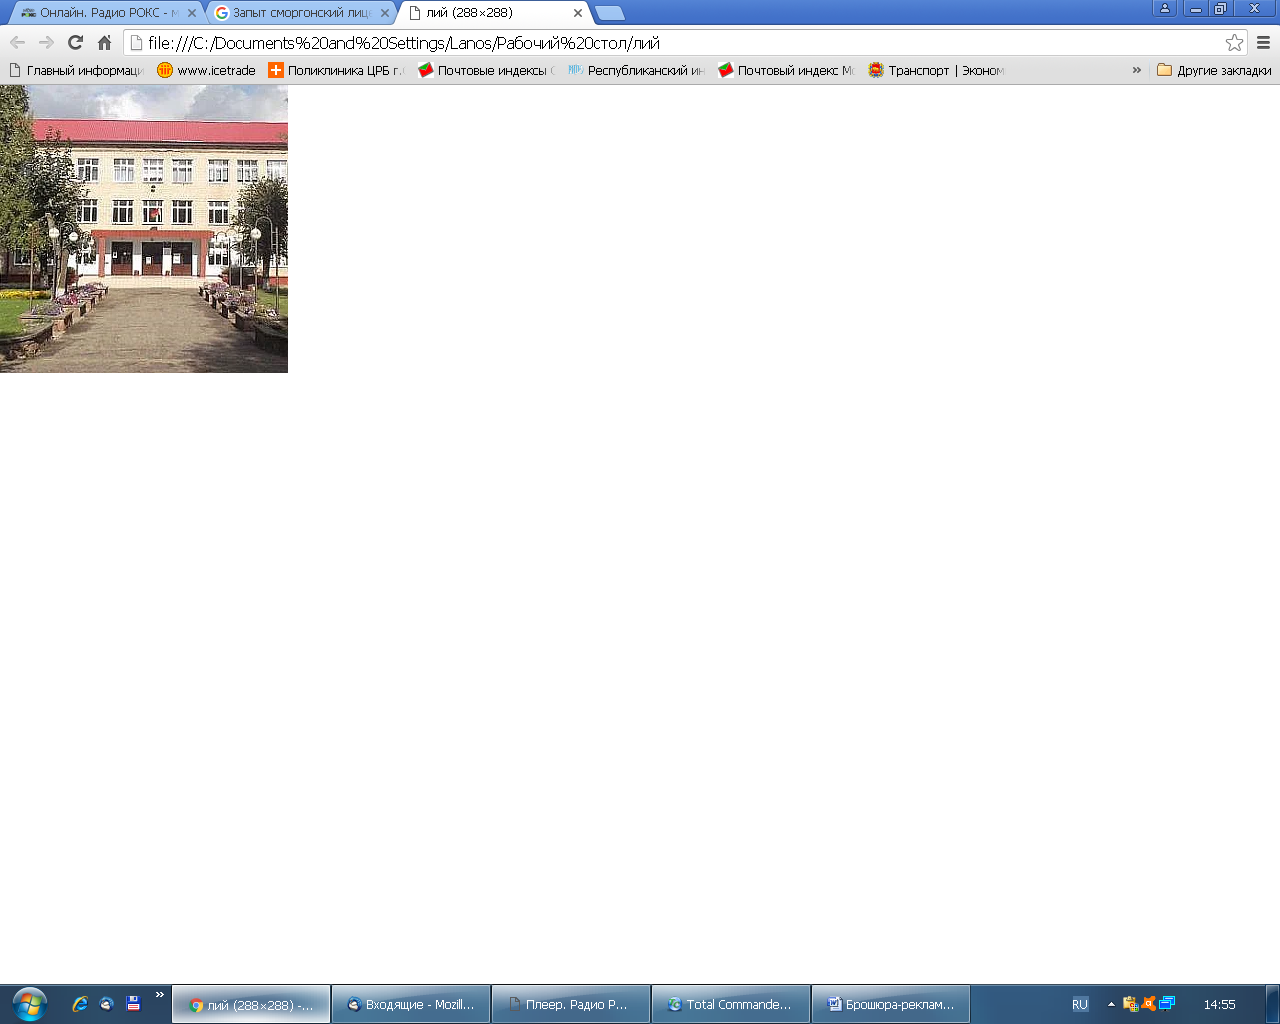 Онлайн. Радио РОКС - м
Запыт сморгонский лице
лий (288×288)
file:///C:/Documents%20and%20Settings/Lanos/Рабочий%20стол/лий
Главный информаци www.icetrade Поликлиника ЦРБ г. Почтовые индексы Республиканский ин Почтовый индекс Мо Транспорт | Эконом » Другие закладки
» лий (288×288) -... Входящие - Mozill... Плеер. Радио Р... Total Commande... Брошюра-реклам... RU 14:55